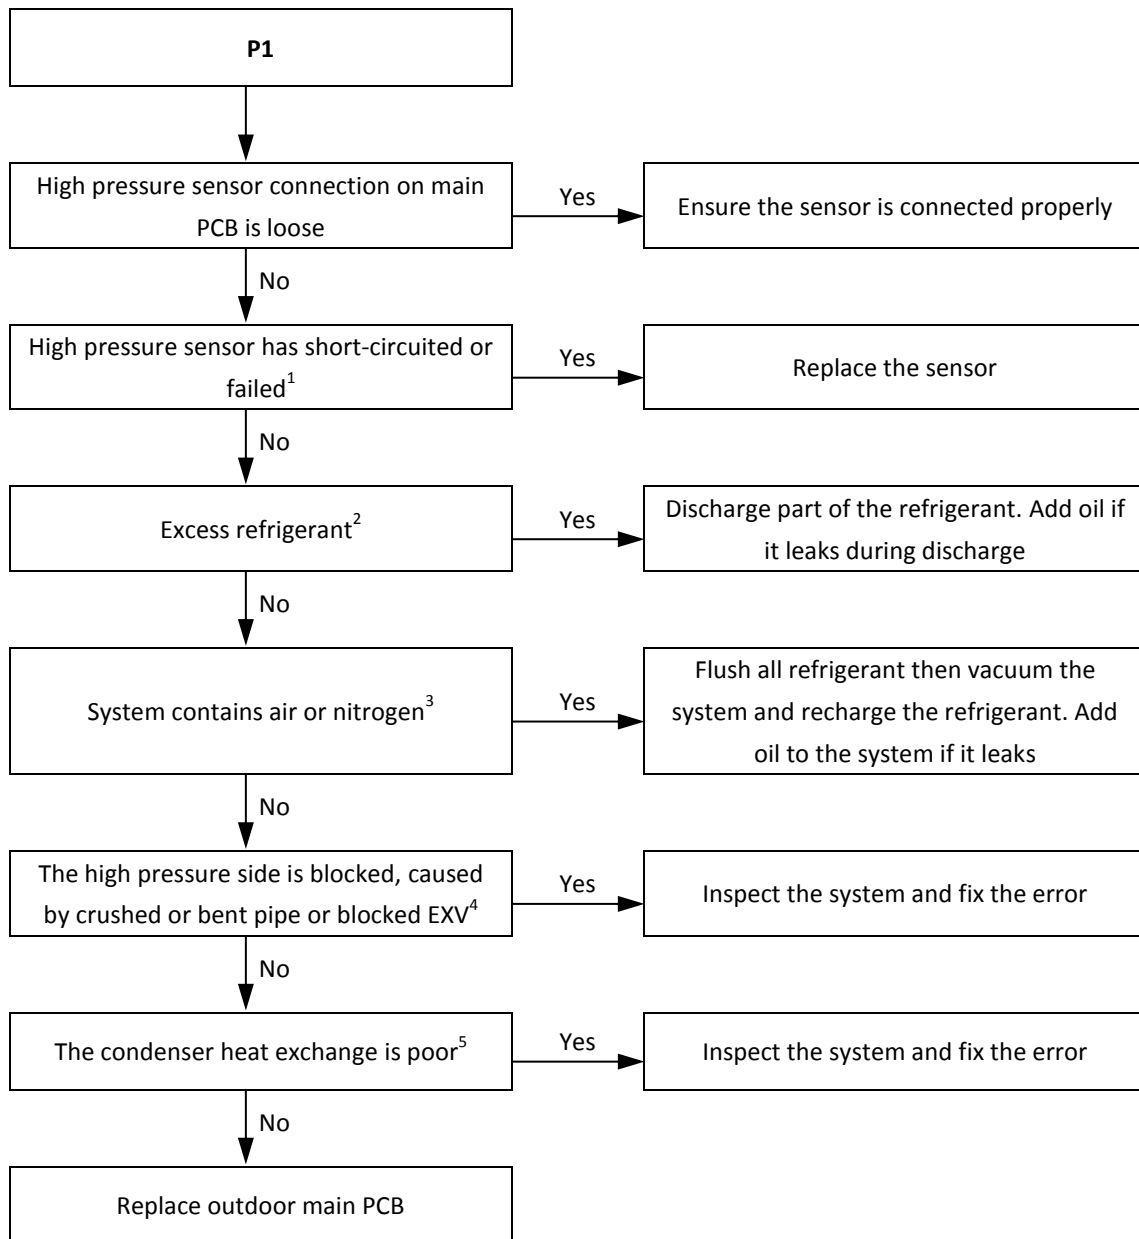 P1
High pressure sensor connection on main
PCB is loose
Yes
Ensure the sensor is connected properly
No
High pressure sensor has short-circuited or
failed1
Yes
Replace the sensor
No
Excess refrigerant2
Yes
Discharge part of the refrigerant. Add oil if
it leaks during discharge
No
System contains air or nitrogen3
Yes
Flush all refrigerant then vacuum the
system and recharge the refrigerant. Add
oil to the system if it leaks
No
The high pressure side is blocked, caused
by crushed or bent pipe or blocked EXV4
Yes
Inspect the system and fix the error
No
The condenser heat exchange is poor5
Yes
Inspect the system and fix the error
No
Replace outdoor main PCB